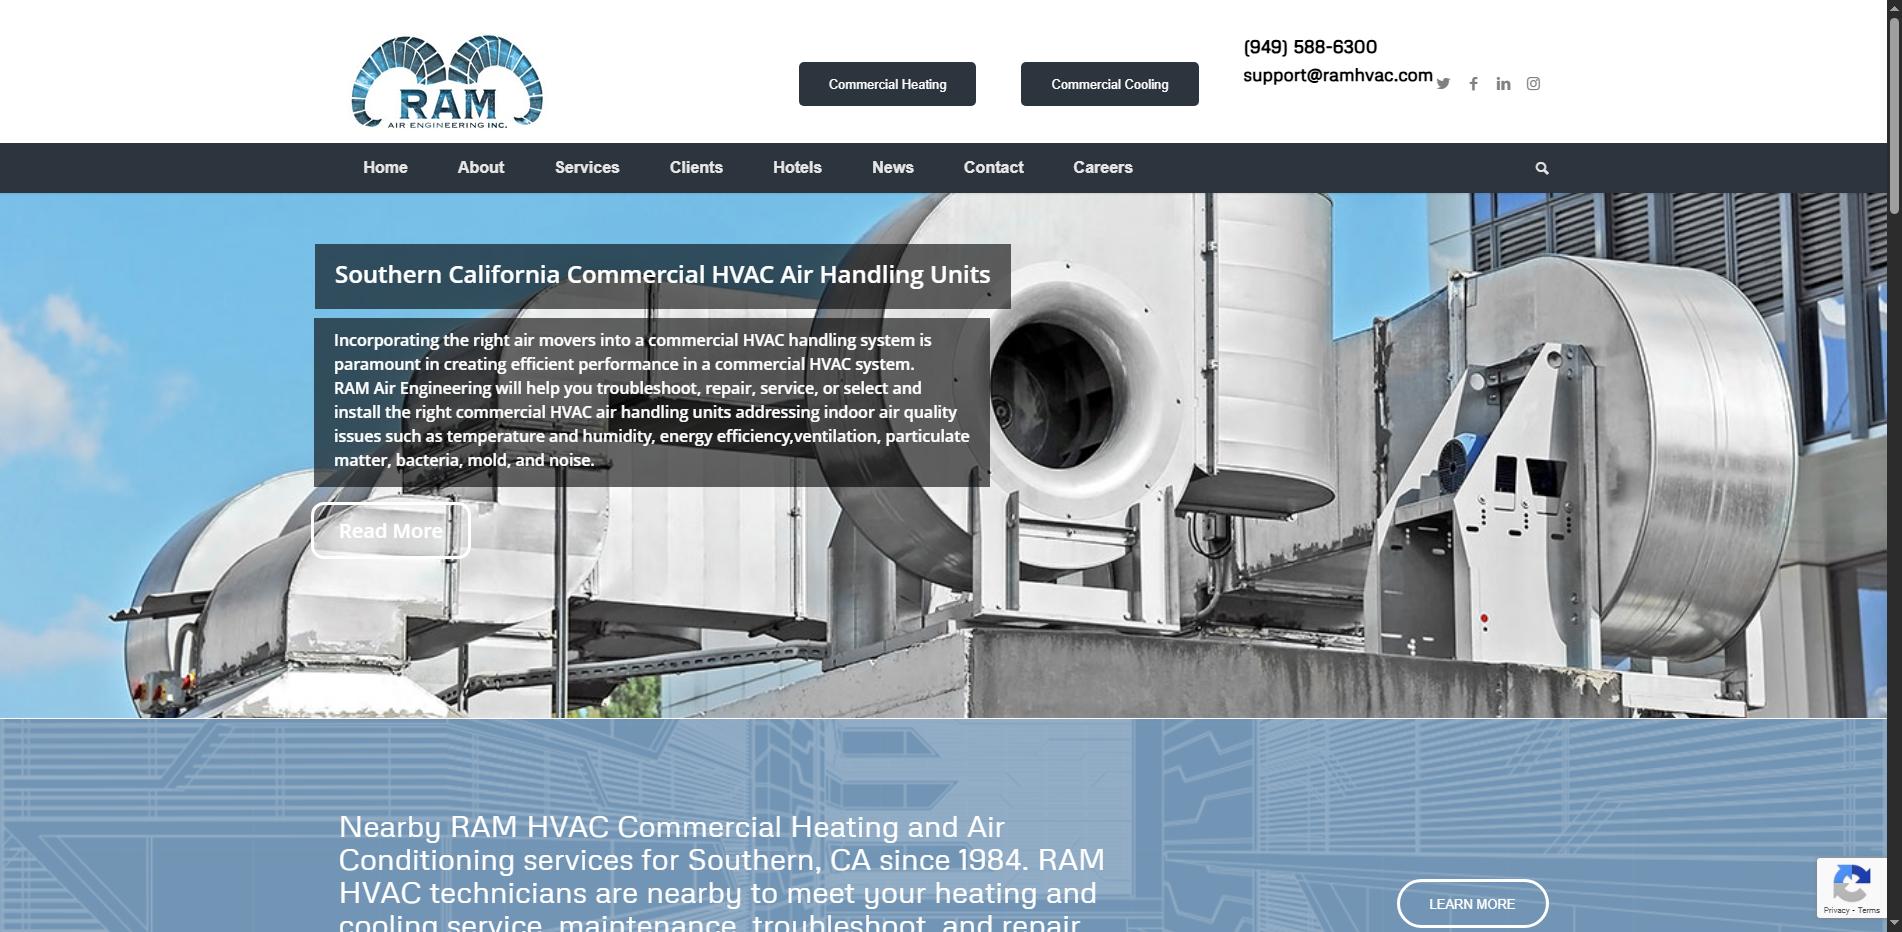 RAM
AIR ENGINEERING INC.
Commercial Heating
Commercial Cooling
(949) 588-6300
support@ramhvac.com
Home About Services Clients Hotels News Contact Careers
Southern California Commercial HVAC Air Handling Units
Incorporating the right air movers into a commercial HVAC handling system is
paramount in creating efficient performance in a commercial HVAC system.
RAM Air Engineering will help you troubleshoot, repair, service, or select and
install the right commercial HVAC air handling units addressing indoor air quality
issues such as temperature and humidity, energy efficiency,ventilation, particulate
matter, bacteria, mold, and noise.
Read More
Nearby RAM HVAC Commercial Heating and Air
Conditioning services for Southern, CA since 1984. RAM
HVAC technicians are nearby to meet your heating and
cooling service, maintenance, troubleshoot, and repair
LEARN MORE
Privacy - Terms